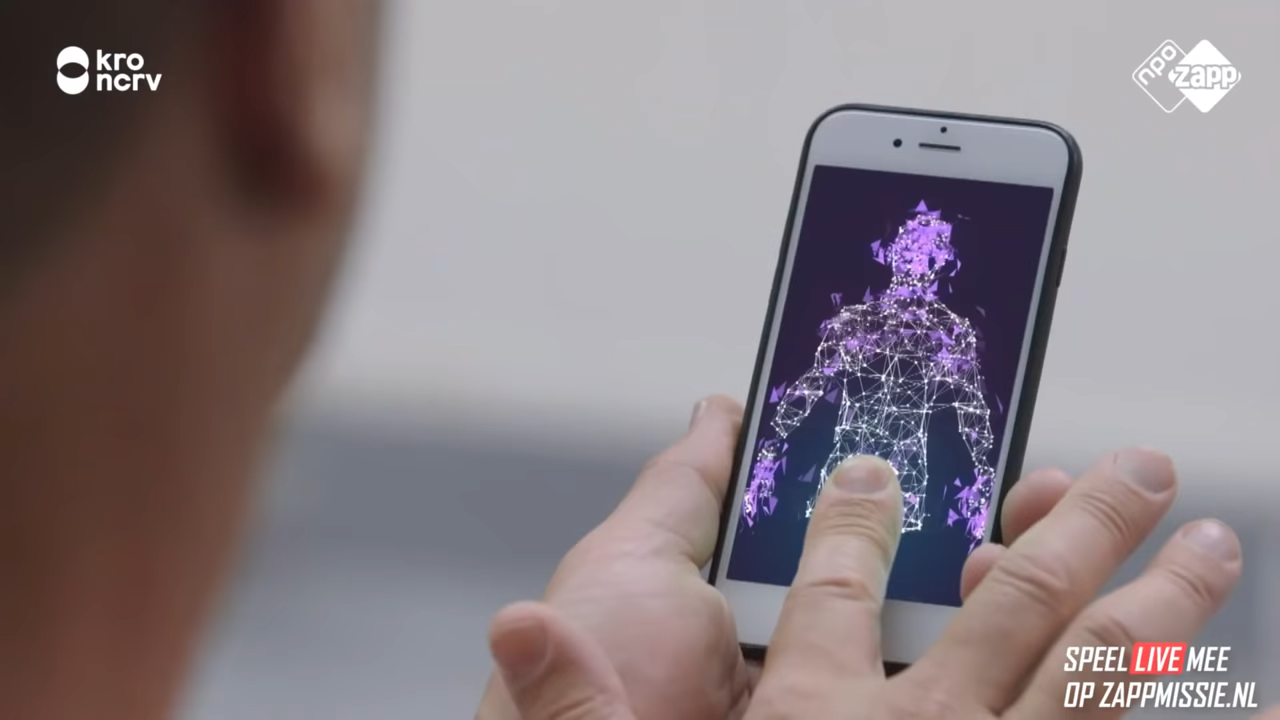 kro
ncrv
npo
zapp
SPEEL LIVE MEE
OP ZAPPMISSIE.NL